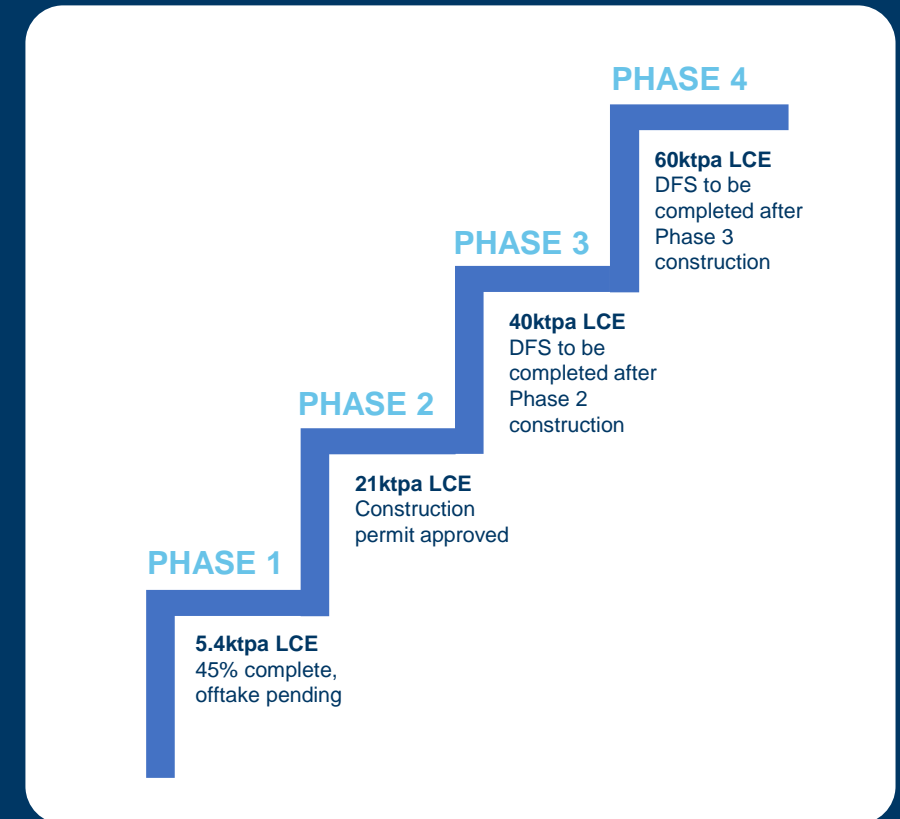 PHASE 4
60ktpa LCE
DFS to be
completed after
Phase 3
construction
PHASE 3
40ktpa LCE
DFS to be
completed after
Phase 2
construction
PHASE 2
21ktpa LCE
Construction
permit approved
PHASE 1
5.4ktpa LCE
45% complete,
offtake pending